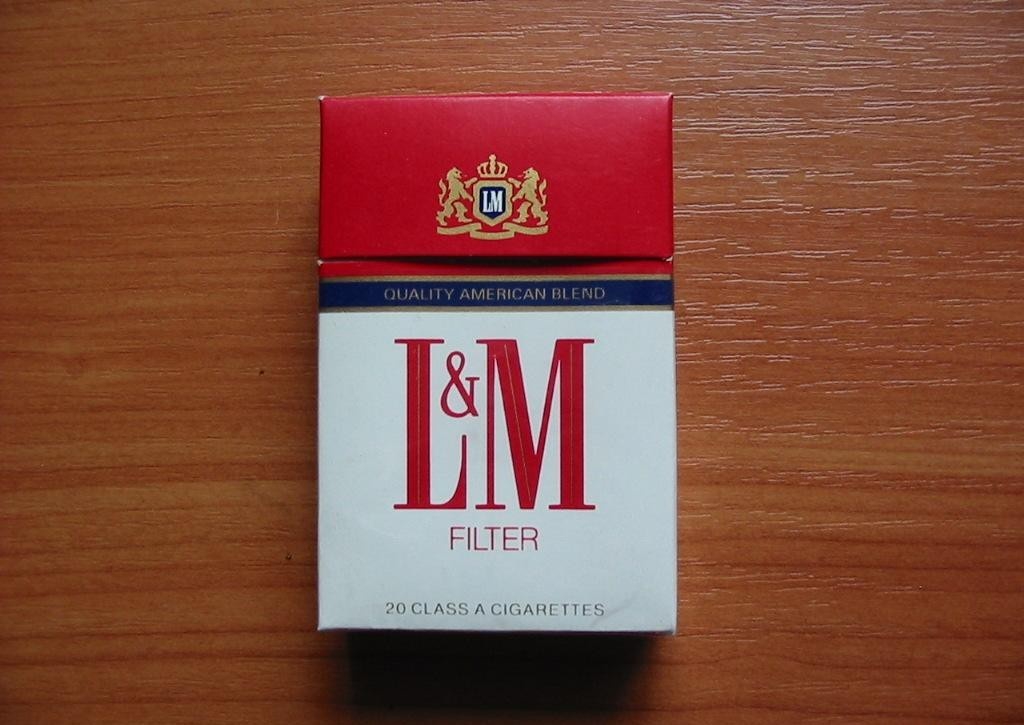 LM
QUALITY AMERICAN BLEND
L&M
FILTER
20 CLASS A CIGARETTES